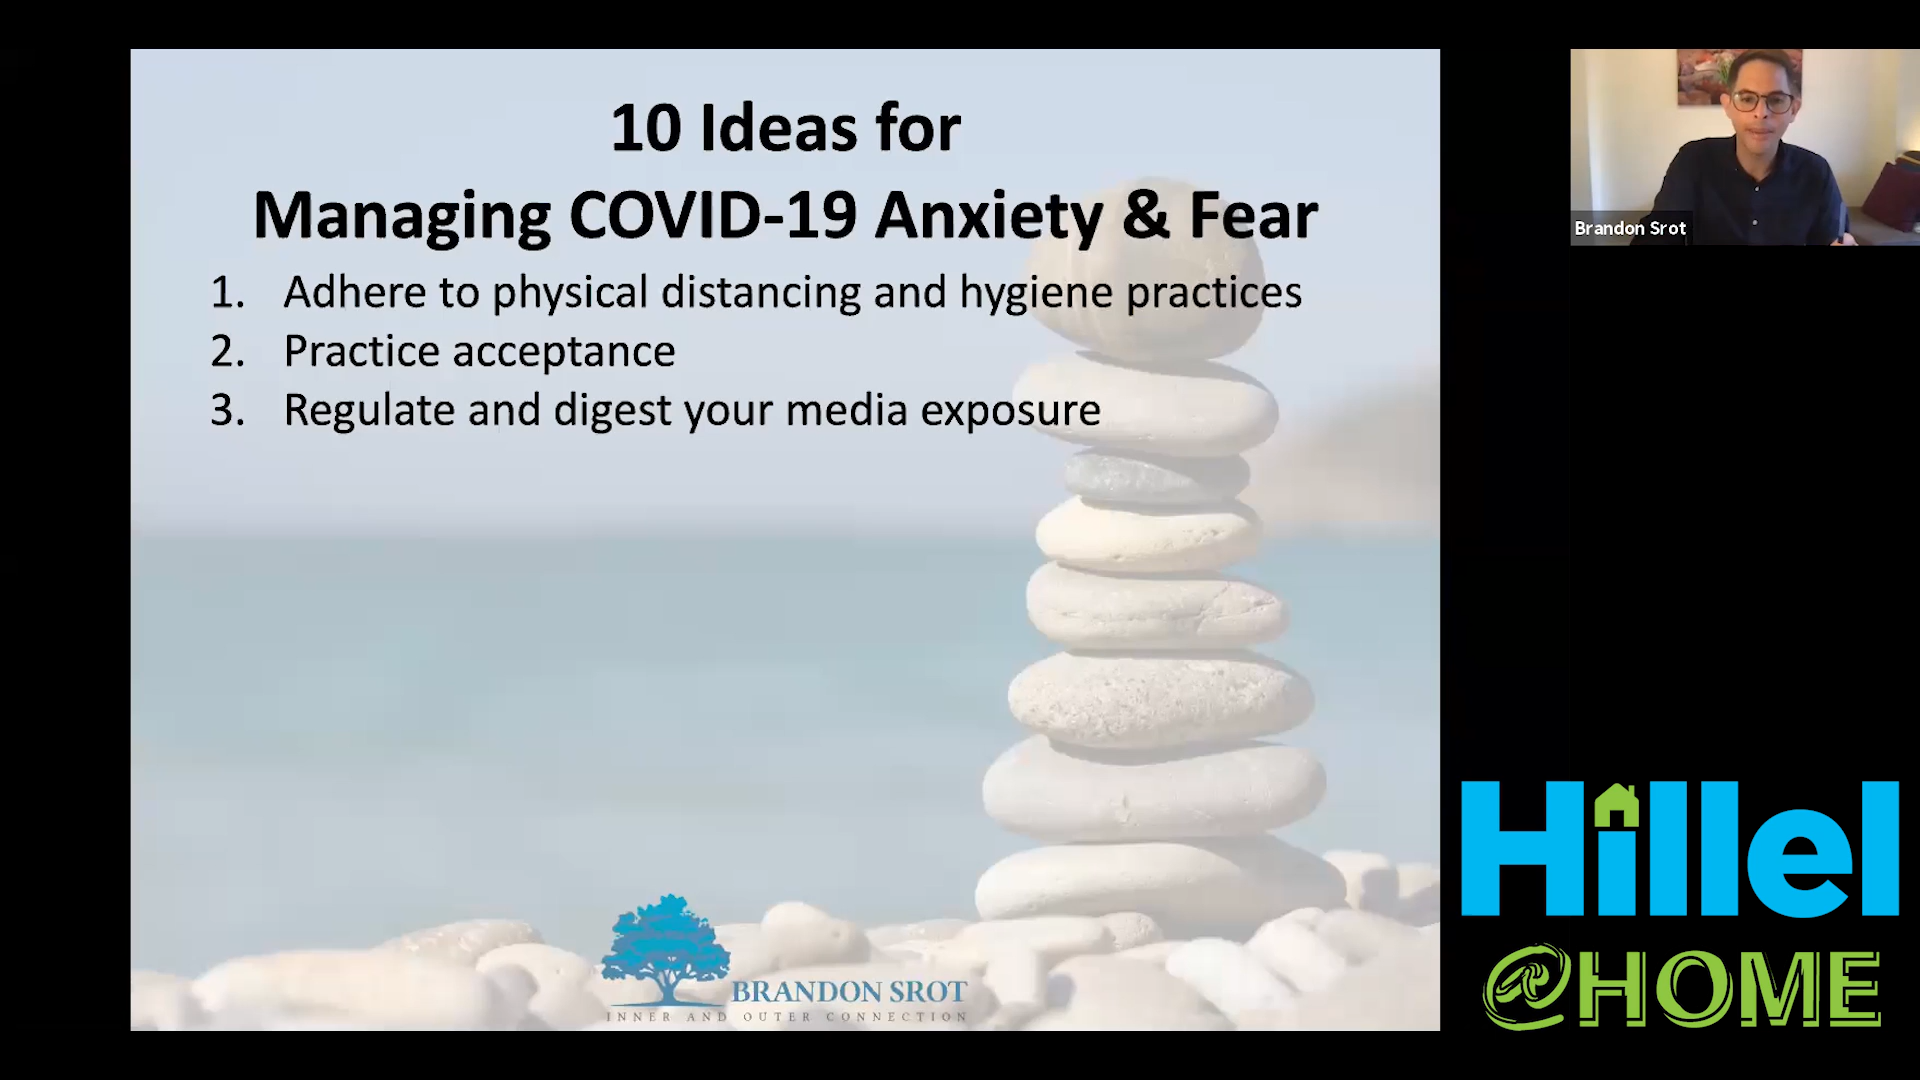 10 Ideas for
Managing COVID-19 Anxiety & Fear
1. Adhere to physical distancing and hygiene practices
2. Practice acceptance
3. Regulate and digest your media exposure
BRANDON SROT
INNER AND OUTER CONNECTION
Brandon Srot
Hillel
@HOME